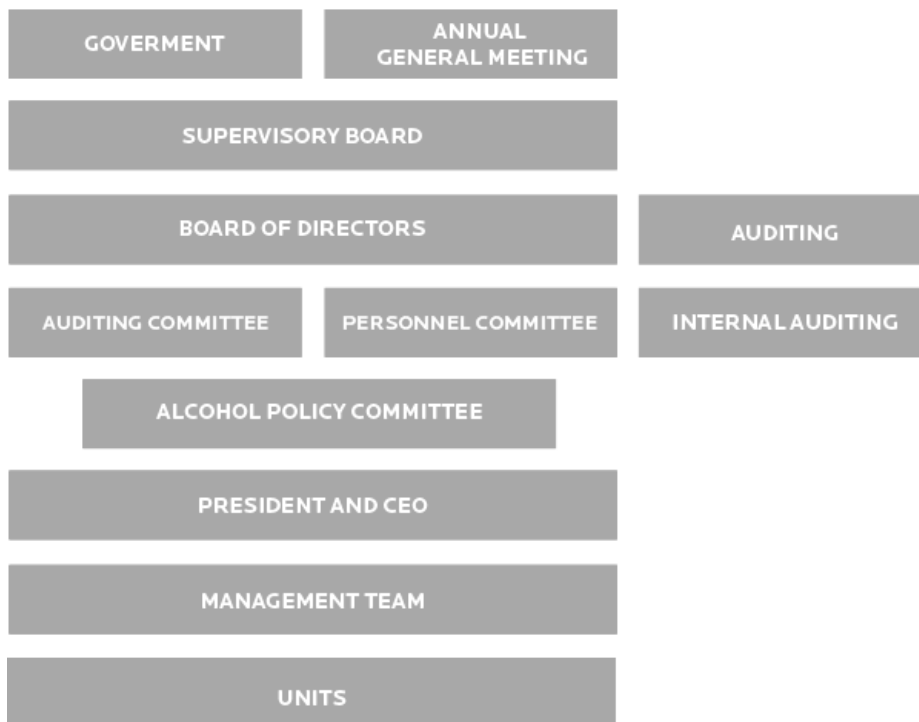 GOVERMENT
ANNUAL
GENERAL MEETING
SUPERVISORY BOARD
BOARD OF DIRECTORS
AUDITING
AUDITING COMMITTEE
PERSONNEL COMMITTEE
INTERNAL AUDITING
ALCOHOL POLICY COMMITTEE
PRESIDENT AND CEO
MANAGEMENT TEAM
UNITS